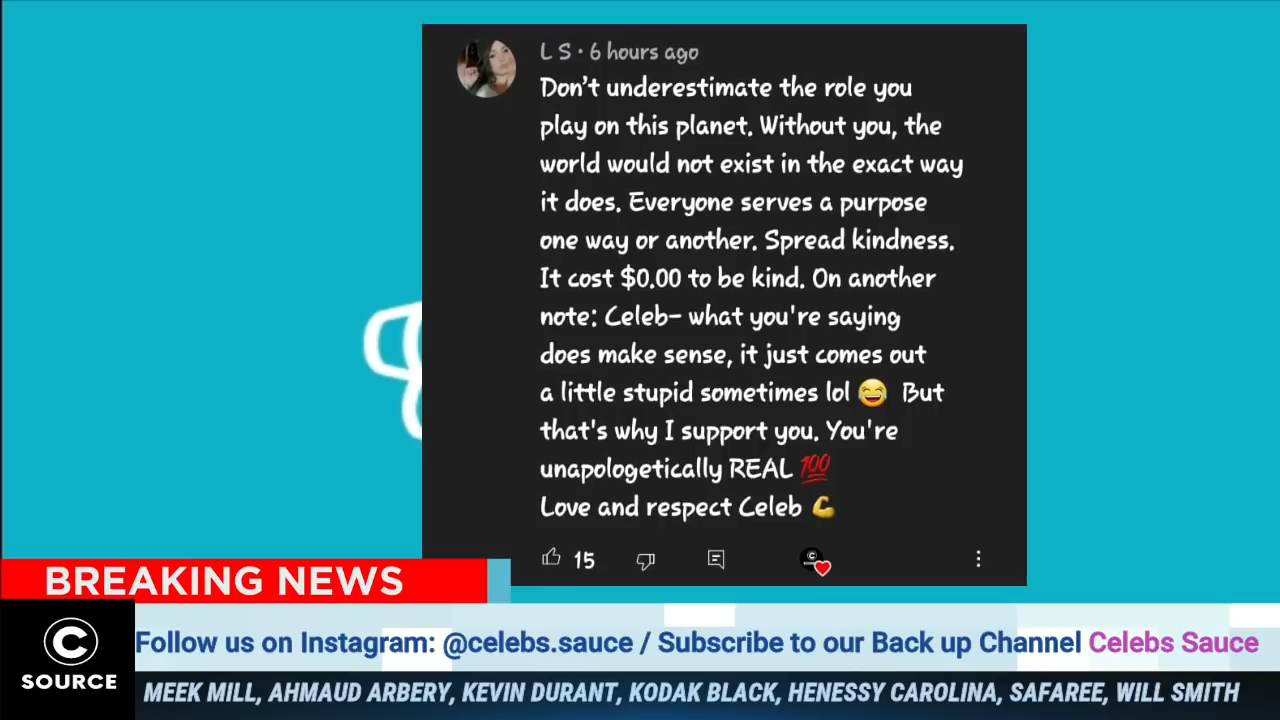 L S · 6 hours ago
Don't underestimate the role you
play on this planet. Without you, the
world would not exist in the exact way
it does. Everyone serves a purpose
one way or another. Spread kindness.
It cost $0.00 to be kind. On another
note: Celeb- what you're saying
does make sense, it just comes out
a little stupid sometimes lol 😂 But
that's why I support you. You're
unapologetically REAL 💯
Love and respect Celeb 💪
15
BREAKING NEWS
C
SOURCE
Follow us on Instagram: @celebs.sauce / Subscribe to our Back up Channel Celebs Sauce
MEEK MILL, AHMAUD ARBERY, KEVIN DURANT, KODAK BLACK, HENESSY CAROLINA, SAFAREE, WILL SMITH